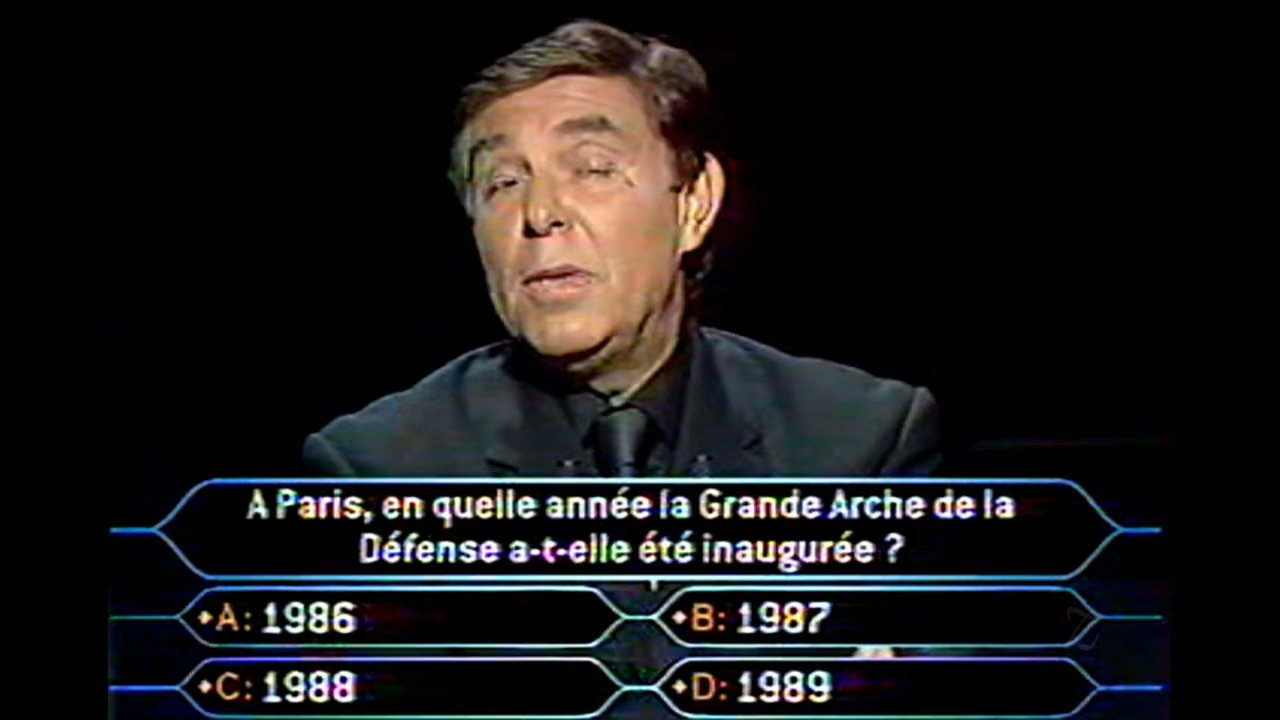 A Paris, en quelle année la Grande Arche de la
Défense a-t-elle été inaugurée ?
A: 1986
B: 1987
C: 1988
D: 1989